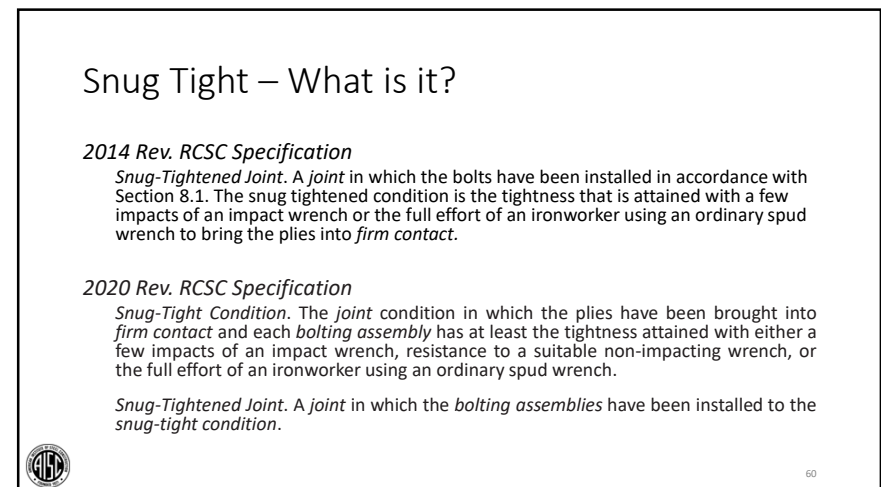 Snug Tight – What is it?
2014 Rev. RCSC Specification
Snug-Tightened Joint. A joint in which the bolts have been installed in accordance with
Section 8.1. The snug tightened condition is the tightness that is attained with a few
impacts of an impact wrench or the full effort of an ironworker using an ordinary spud
wrench to bring the plies into firm contact.
2020 Rev. RCSC Specification
Snug-Tight Condition. The joint condition in which the plies have been brought into
firm contact and each bolting assembly has at least the tightness attained with either a
few impacts of an impact wrench, resistance to a suitable non-impacting wrench, or
the full effort of an ironworker using an ordinary spud wrench.
Snug-Tightened Joint. A joint in which the bolting assemblies have been installed to the
snug-tight condition.
AISC
60